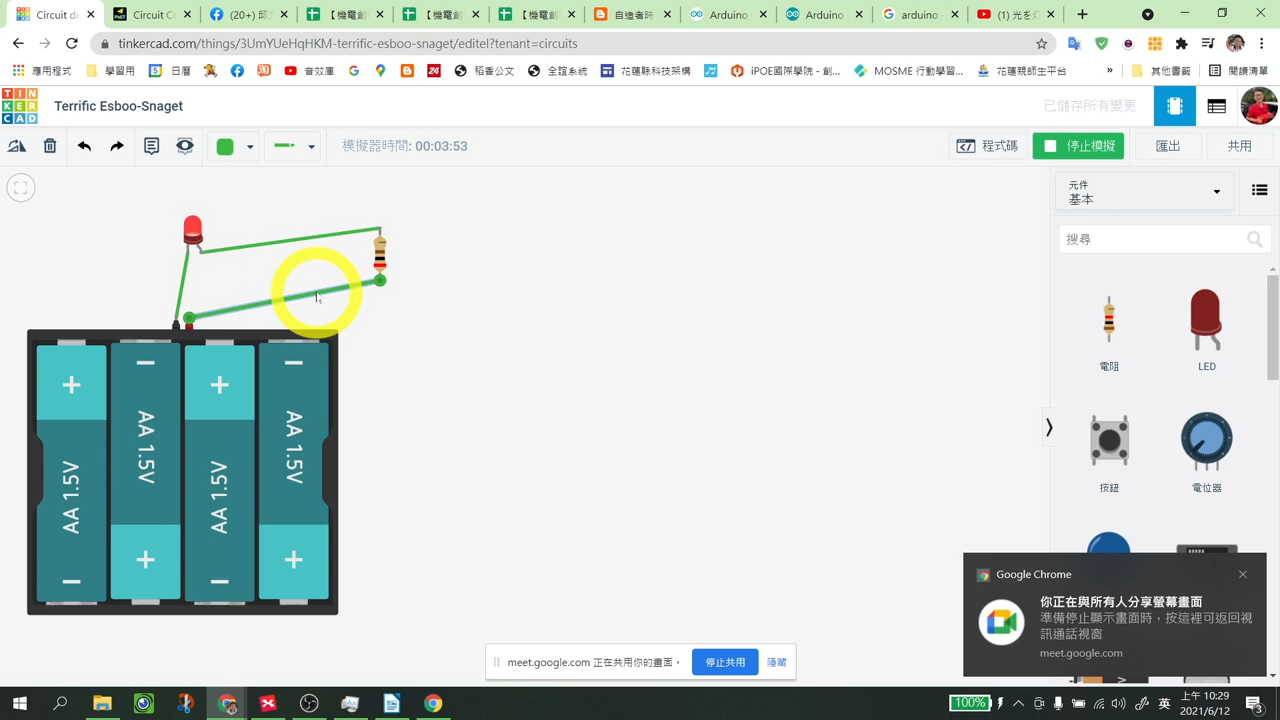 Circuit de
(20+) 邱
【機電創
【機電創
【機電創
自造者研
Arduino
Arduino
arduino
(1) 光を
tinkercad.com/things/3UmYUeHqHKM-terrific-esboo-snaget/editel?tenant=circuits
應用程式
學習用
日曆
音效庫
稻香公文
全誼系統
花蓮縣科技架構
iPOE國際學院 - 創...
MOSME 行動學習...
花蓮親師生平台
»
其他書籤
閱讀清單
TIN
KER
CAD
Terrific Esboo-Snaget
已儲存所有變更
模擬器時間: 00:03:53
程式碼
停止模擬
匯出
共用
元件
基本
搜尋
電阻
LED
按鈕
電位器
+
−
+
−
AA 1.5V
AA 1.5V
AA 1.5V
AA 1.5V
−
+
−
+
Google Chrome
你正在與所有人分享螢幕畫面
準備停止顯示畫面時，按這裡可返回視
訊通話視窗
meet.google.com
meet.google.com 正在共用你的畫面。
停止共用
隱藏
100%
英
上午 10:29
2021/6/12
3